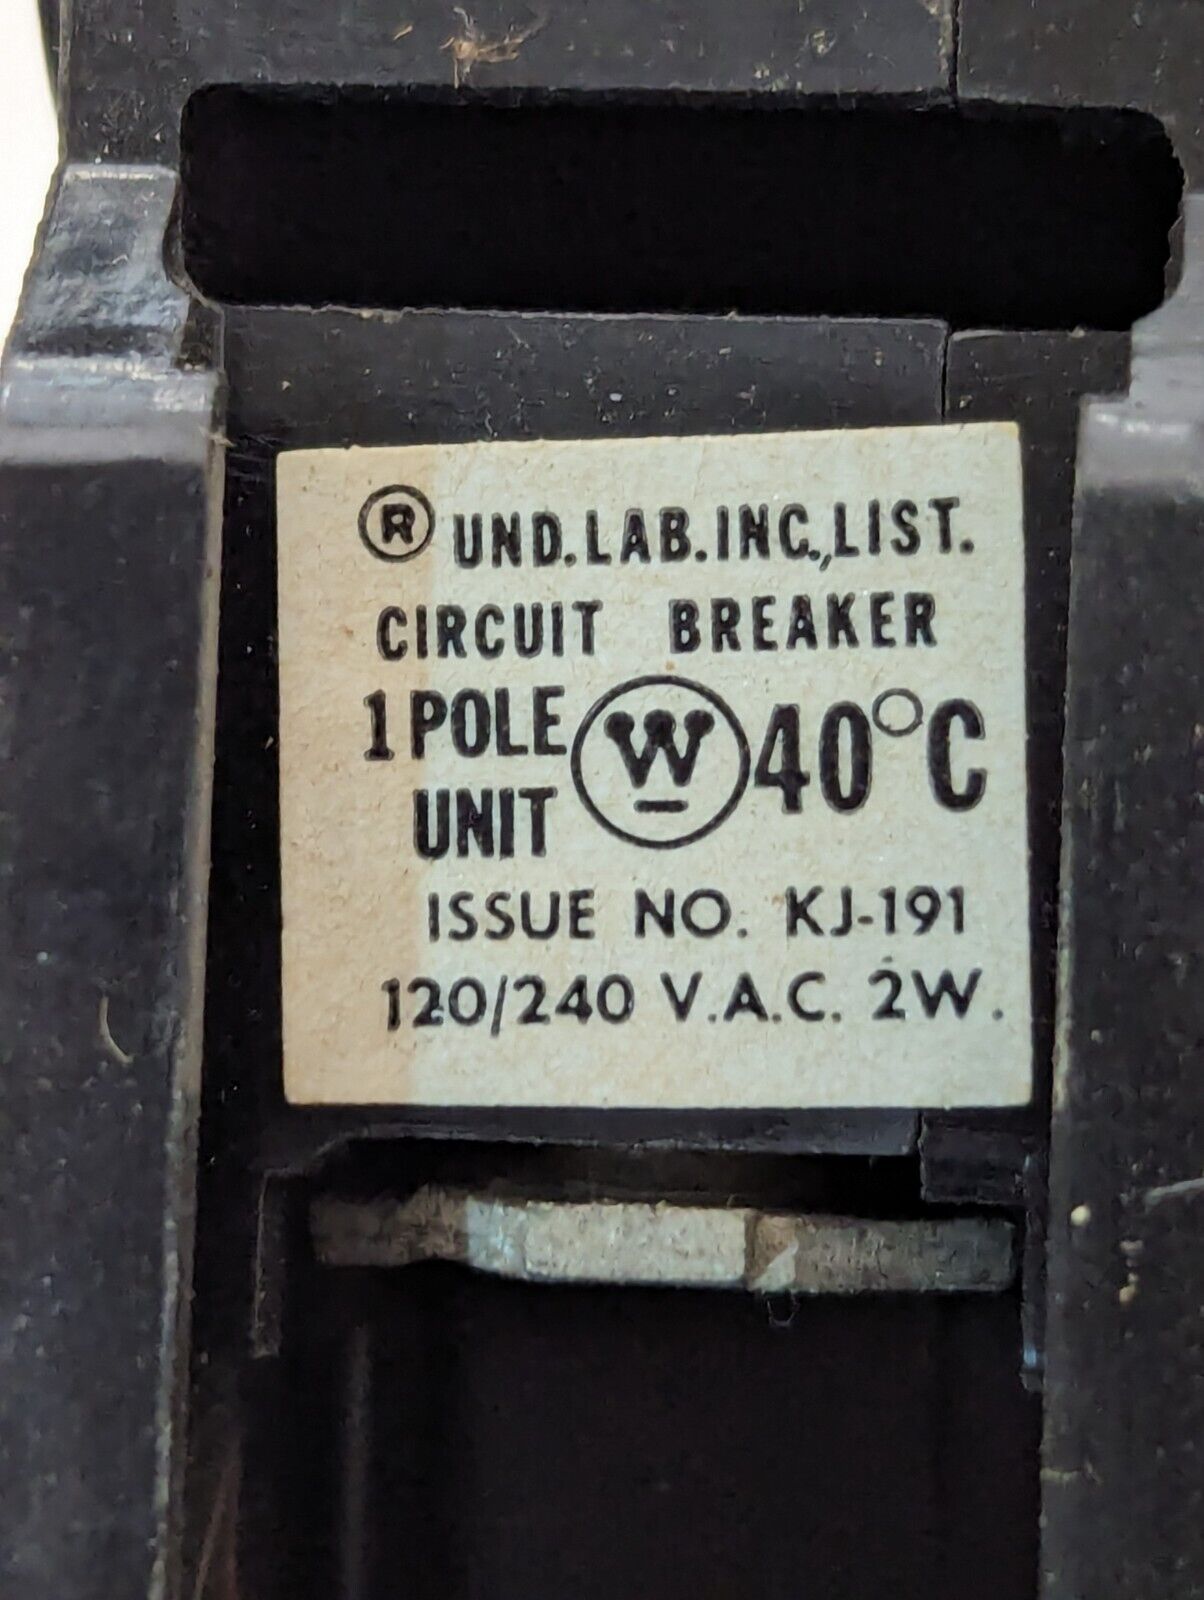 ® UND.LAB.INC.,LIST.
CIRCUIT BREAKER
1 POLE UNIT W 40°C
ISSUE NO. KJ-191
120/240 V.A.C. 2W.